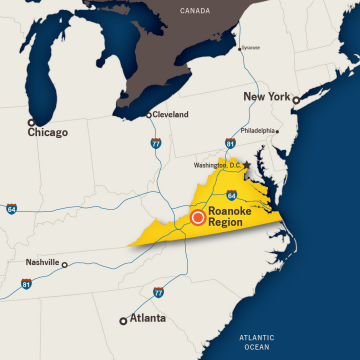 CANADA
Syracuse
New York
Cleveland
Chicago
Philadelphia
77
81
Washington, D.C.
64
64
Roanoke
Region
Nashville
81
77
Atlanta
ATLANTIC
OCEAN